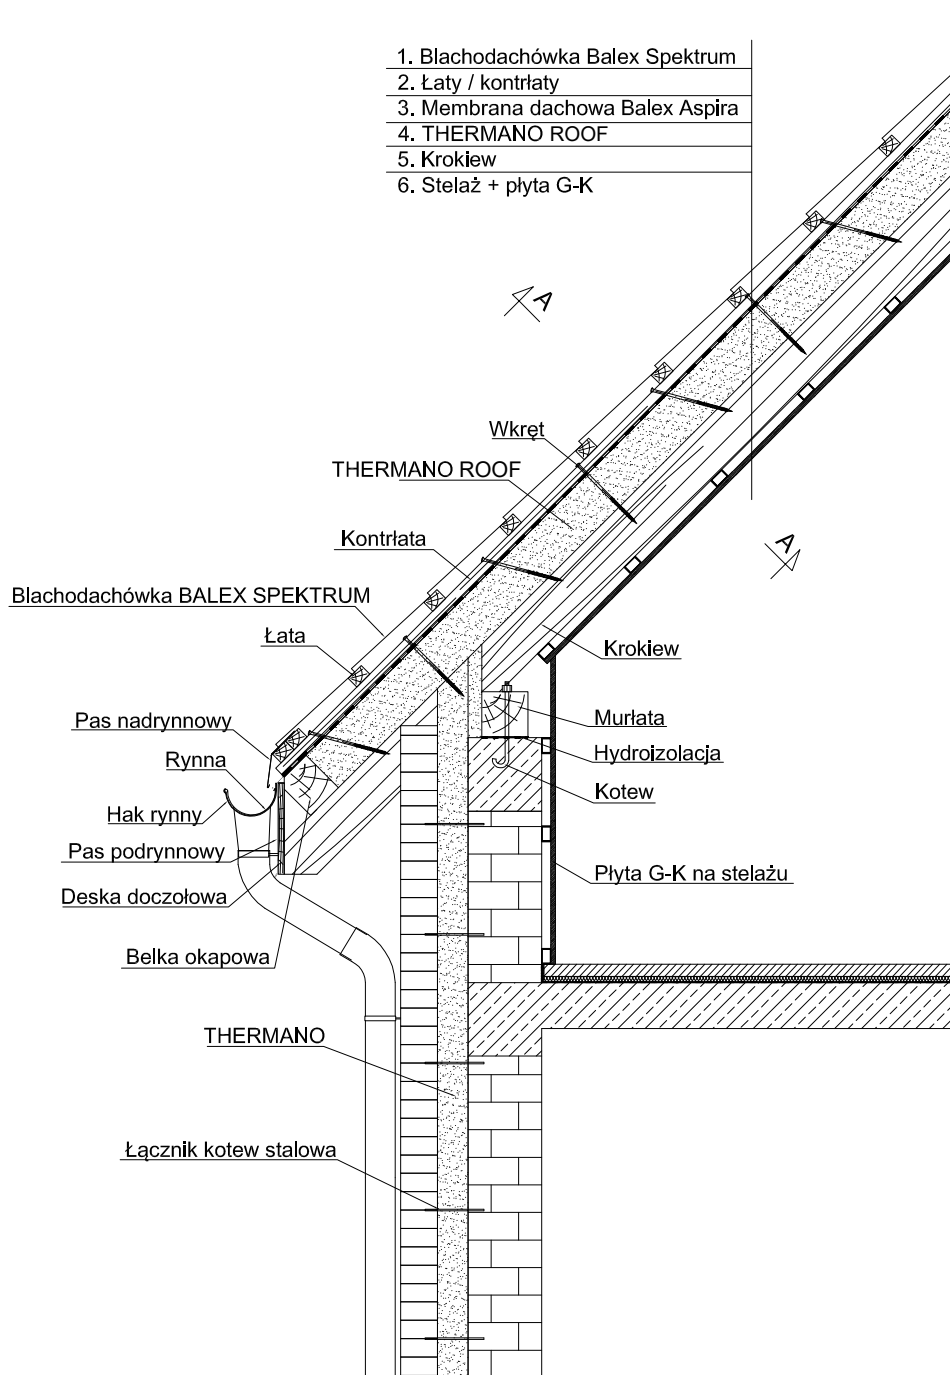 1. Blachodachówka Balex Spektrum
2. Łaty / kontrłaty
3. Membrana dachowa Balex Aspira
4. THERMANO ROOF
5. Krokiew
6. Stelaż + płyta G-K
A
Wkręt
THERMANO ROOF
Kontrłata
A
Blachodachówka BALEX SPEKTRUM
Łata
Krokiew
Pas nadrynnowy
Murłata
Rynna
Hydroizolacja
Kotew
Hak rynny
Pas podrynnowy
Płyta G-K na stelażu
Deska doczołowa
Belka okapowa
THERMANO
Łącznik kotew stalowa